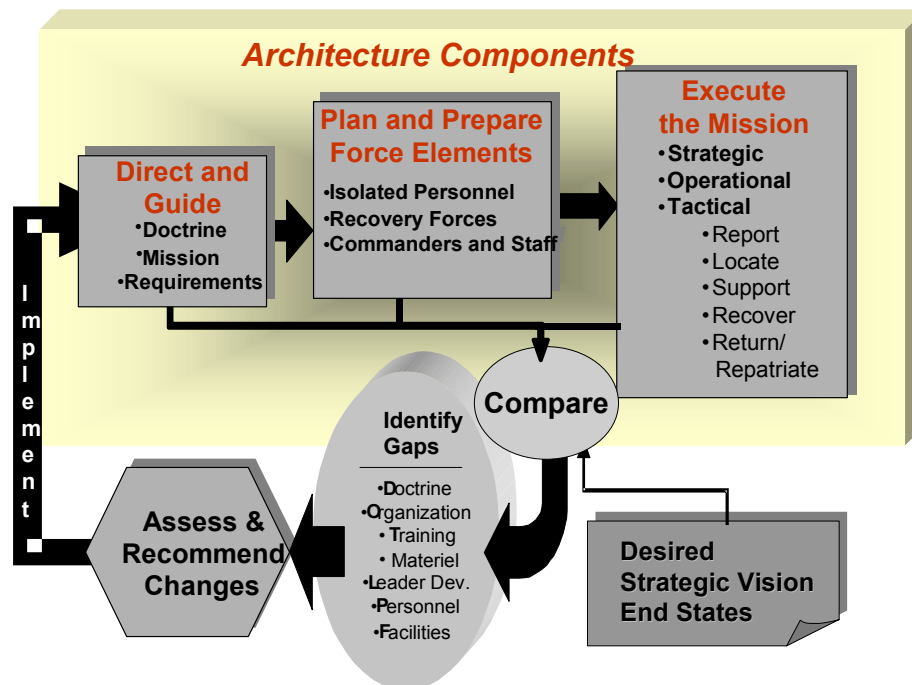 Architecture Components
Direct and
Guide
•Doctrine
•Mission
•Requirements
Plan and Prepare
Force Elements
•Isolated Personnel
•Recovery Forces
•Commanders and Staff
Execute
the Mission
•Strategic
•Operational
•Tactical
•Report
•Locate
•Support
•Recover
•Return/
Repatriate
Compare
Identify
Gaps
•Doctrine
•Organization
•Training
•Materiel
•Leader Dev.
•Personnel
•Facilities
Desired
Strategic Vision
End States
Assess &
Recommend
Changes
Implement